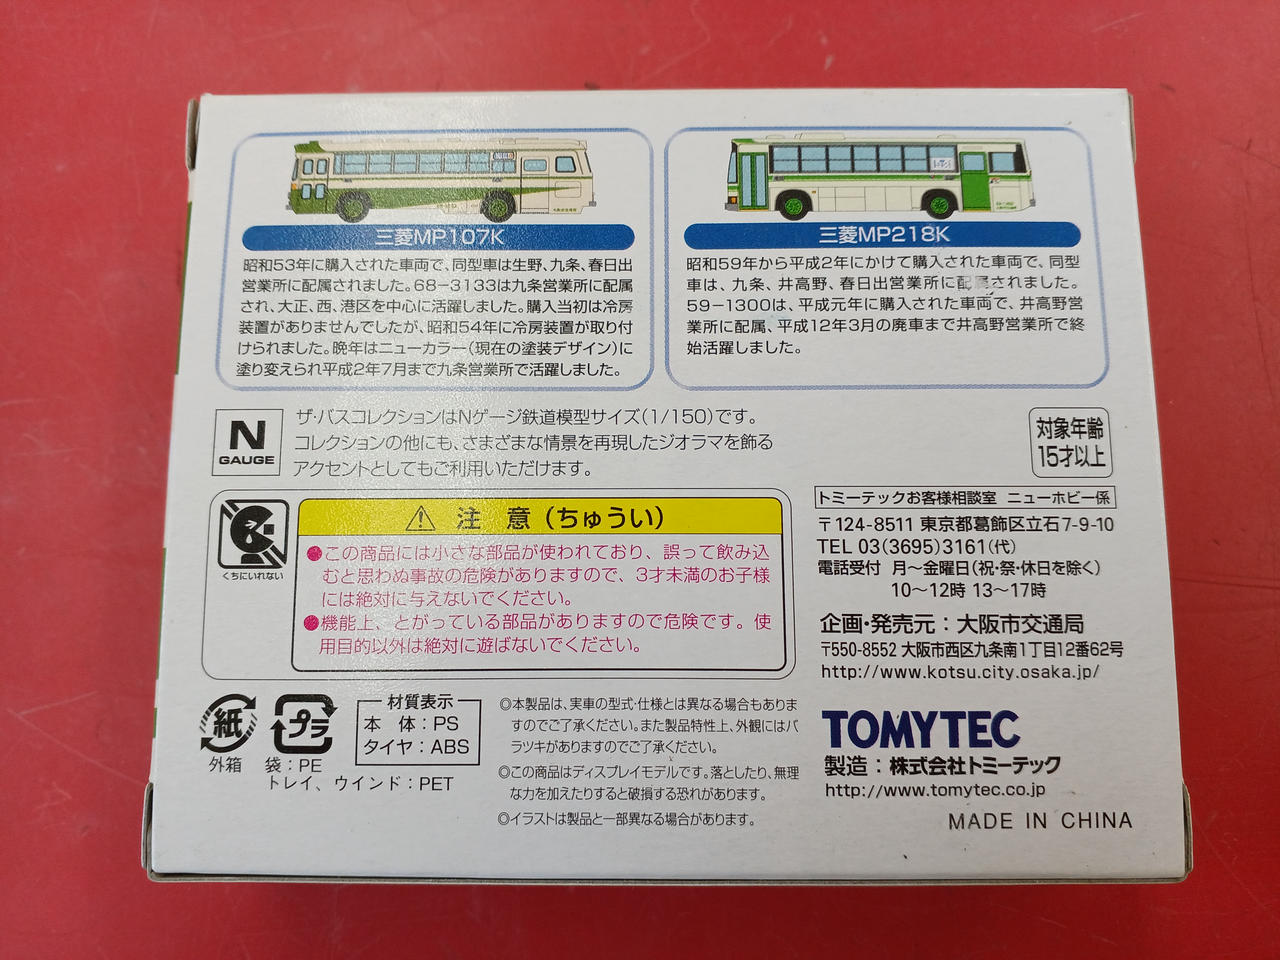 三菱MP107K
昭和53年に購入された車両で、同型車は生野、九条、春日出
営業所に配属されました。68-3133は九条営業所に配属
され、大正、西、港区を中心に活躍しました。購入当初は冷房
装置がありませんでしたが、昭和54年に冷房装置が取り付
けられました。晩年はニューカラー(現在の塗装デザイン)に
塗り変えられ平成2年7月まで九条営業所で活躍しました。
三菱MP218K
昭和59年から平成2年にかけて購入された車両で、同型
車は、九条、井高野、春日出営業所に配属されました。
59-1300は、平成元年に購入された車両で、井高野営
業所に配属、平成12年3月の廃車まで井高野営業所で終
始活躍しました。
N
GAUGE
ザ・バスコレクションはNゲージ鉄道模型サイズ(1/150)です。
コレクションの他にも、さまざまな情景を再現したジオラマを飾る
アクセントとしてもご利用いただけます。
対象年齢
15才以上
くちにいれない
注 意(ちゅうい)
●この商品には小さな部品が使われており、誤って飲み込
むと思わぬ事故の危険がありますので、3才未満のお子様
には絶対に与えないでください。
●機能上、とがっている部品がありますので危険です。使
用目的以外は絶対に遊ばないでください。
トミーテックお客様相談室 ニューホビー係
〒124-8511 東京都葛飾区立石7-9-10
TEL 03(3695)3161(代)
電話受付 月〜金曜日(祝・祭・休日を除く)
10〜12時 13〜17時
企画・発売元:大阪市交通局
〒550-8552 大阪市西区九条南1丁目12番62号
http://www.kotsu.city.osaka.jp/
紙
外箱
プラ
袋:PE
トレイ、ウインド:PET
材質表示
本 体:PS
タイヤ:ABS
◎本製品は、実車の型式・仕様とは異なる場合もありま
すのでご了承ください。また製品特性上、外観にはバ
ラツキがありますのでご了承ください。
◎この商品はディスプレイモデルです。落としたり、無理
な力を加えたりすると破損する恐れがあります。
◎イラストは製品と一部異なる場合があります。
TOMYTEC
製造:株式会社トミーテック
http://www.tomytec.co.jp
MADE IN CHINA